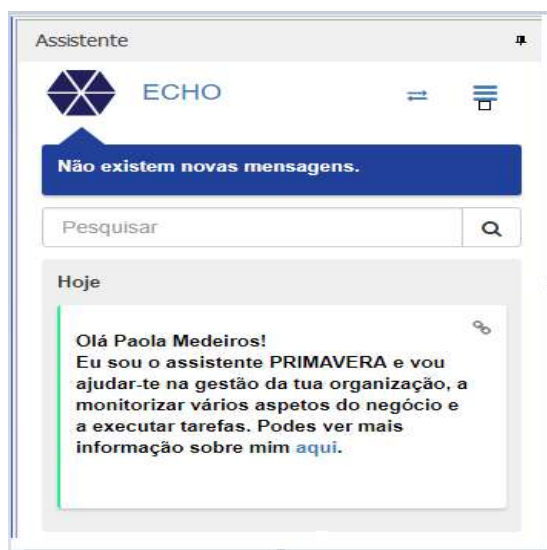 Assistente
ECHO
Não existem novas mensagens.
Pesquisar
Hoje
Olá Paola Medeiros!
Eu sou o assistente PRIMAVERA e vou
ajudar-te na gestão da tua organização, a
monitorizar vários aspetos do negócio e
a executar tarefas. Podes ver mais
informação sobre mim aqui.